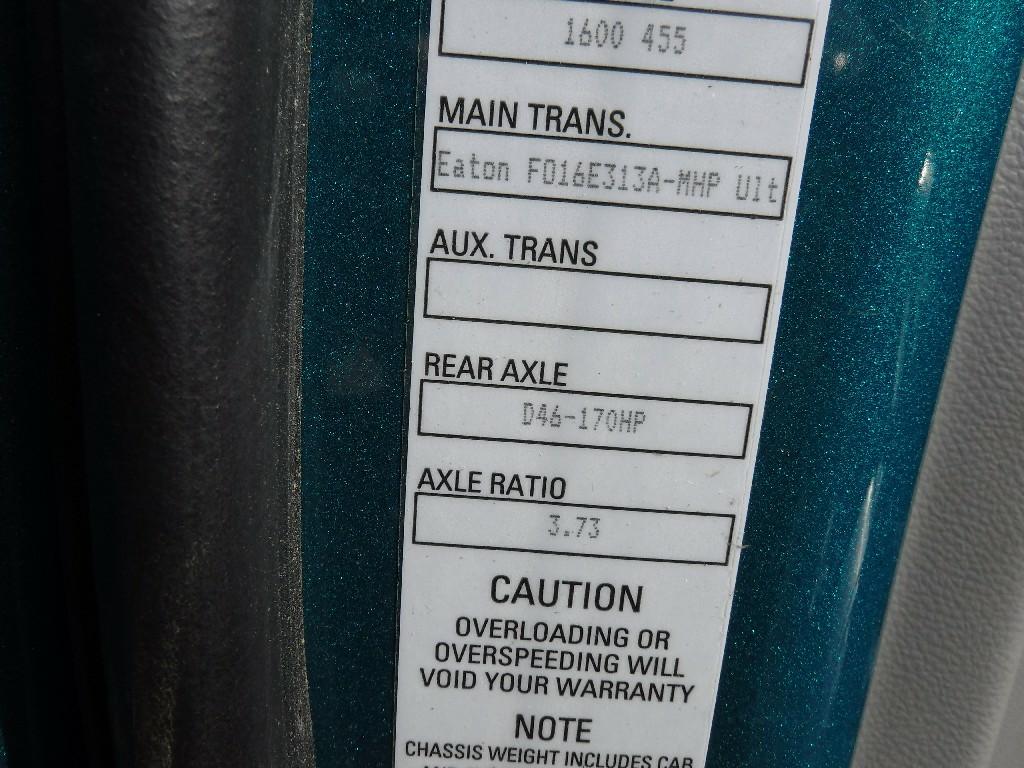 1600 455
MAIN TRANS.
Eaton FO16E313A-MHP Ult
AUX. TRANS
REAR AXLE
D46-170HP
AXLE RATIO
3.73
CAUTION
OVERLOADING OR
OVERSPEEDING WILL
VOID YOUR WARRANTY
NOTE
CHASSIS WEIGHT INCLUDES CAB